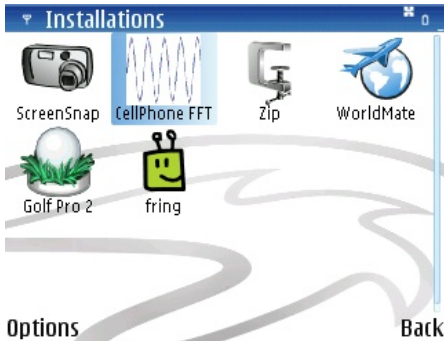 Installations
ScreenSnap CellPhone FFT Zip WorldMate
Golf Pro 2 fring
Options Back